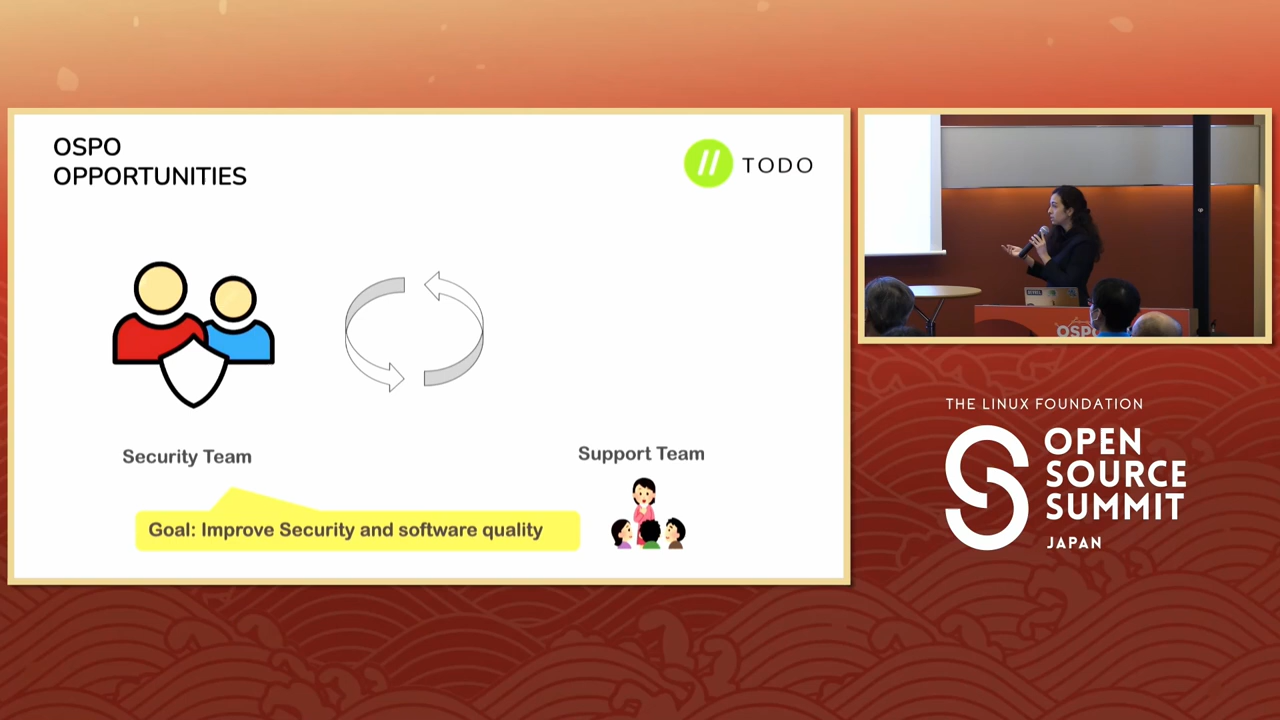 OSPO
OPPORTUNITIES
TODO
Security Team
Support Team
Goal: Improve Security and software quality
OSPO
THE LINUX FOUNDATION
OPEN
SOURCE
SUMMIT
JAPAN